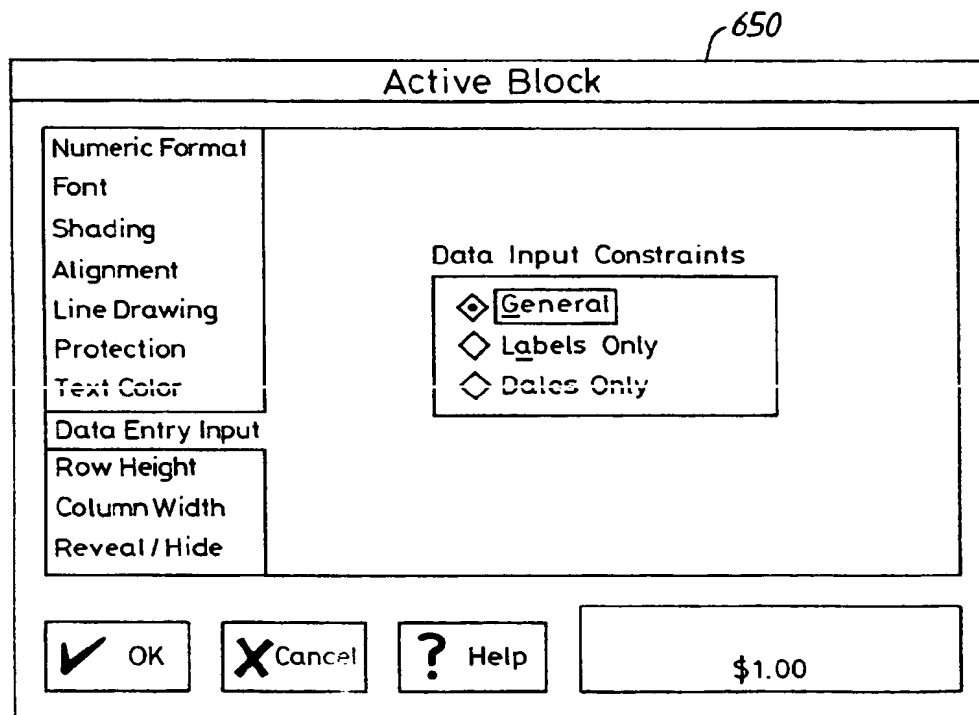 650
Active Block
Numeric Format
Font
Shading
Alignment
Line Drawing
Protection
Text Color
Data Entry Input
Row Height
Column Width
Reveal / Hide
Data Input Constraints
General
Labels Only
Dates Only
OK
Cancel
Help
$1.00